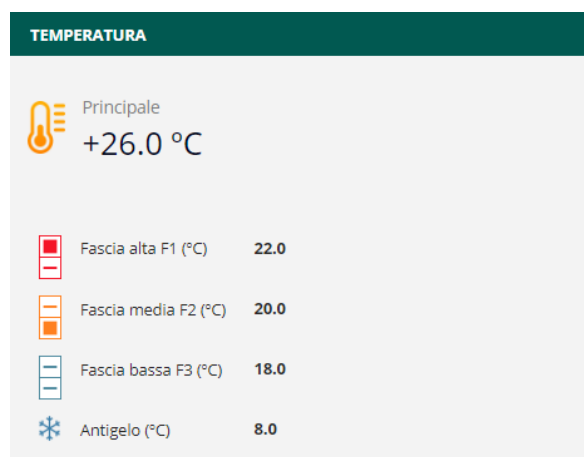 TEMPERATURA
Principale
+26.0 ºC
Fascia alta F1 (°C) 22.0
Fascia media F2 (°C) 20.0
Fascia bassa F3 (°C) 18.0
Antigelo (°C) 8.0